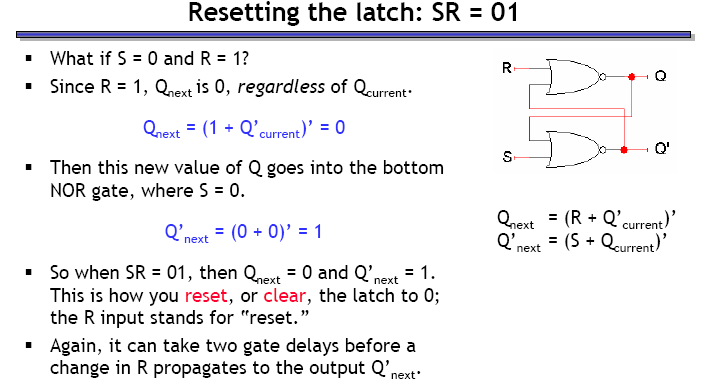 Resetting the latch: SR = 01
What if S = 0 and R = 1?
Since R = 1, Qnext is 0, regardless of Qcurrent.
Qnext = (1 + Q’current)’ = 0
Then this new value of Q goes into the bottom
NOR gate, where S = 0.
Q’next = (0 + 0)’ = 1
So when SR = 01, then Qnext = 0 and Q’next = 1.
This is how you reset, or clear, the latch to 0;
the R input stands for “reset.”
Again, it can take two gate delays before a
change in R propagates to the output Q’next.
R
Q
S
Q'
Qnext = (R + Q’current)’
Q’next = (S + Qcurrent)’